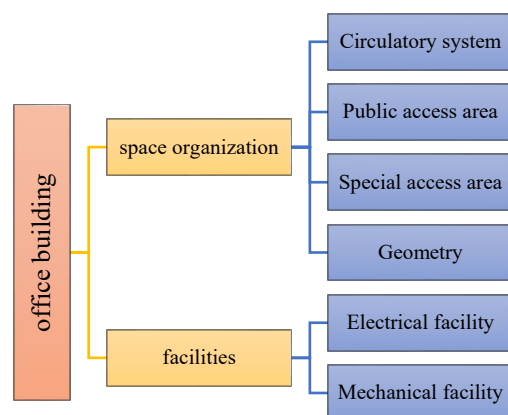 office building
space organization
facilities
Circulatory system
Public access area
Special access area
Geometry
Electrical facility
Mechanical facility